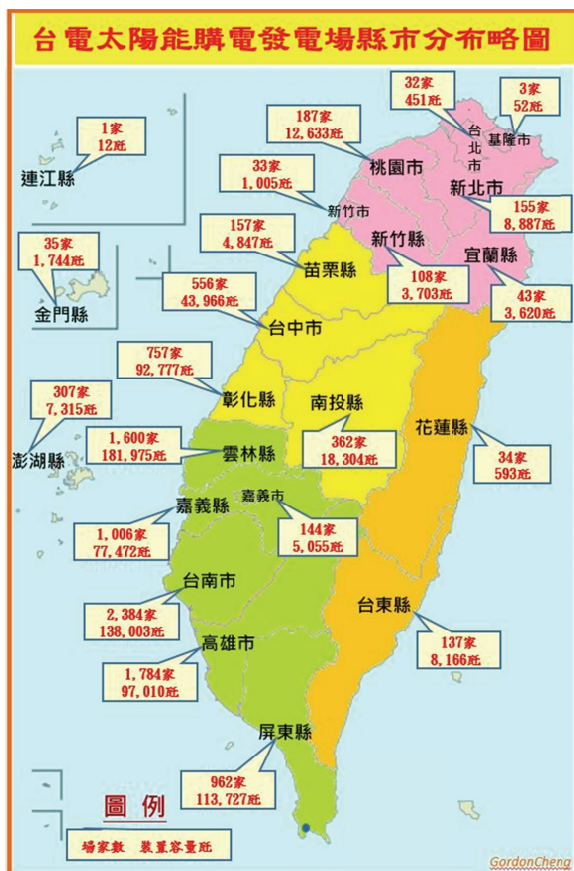 台電太陽能購電發電場縣市分布略圖
32家
451瓩
3家
52瓩
1家
12瓩
187家
12,633瓩
台北市
基隆市
連江縣
桃園市
33家
1,005瓩
新北市
新竹市
155家
8,887瓩
157家
4,847瓩
新竹縣
宜蘭縣
35家
1,744瓩
苗栗縣
108家
3,703瓩
43家
3,620瓩
556家
43,966瓩
金門縣
台中市
757家
92,777瓩
307家
7,315瓩
彰化縣
南投縣
花蓮縣
1,600家
181,975瓩
362家
18,304瓩
雲林縣
34家
593瓩
澎湖縣
嘉義市
嘉義縣
1,006家
77,472瓩
144家
5,055瓩
台南市
台東縣
2,384家
138,003瓩
137家
8,166瓩
高雄市
1,784家
97,010瓩
屏東縣
962家
113,727瓩
圖例
場家數 裝置容量瓩
GordonCheng